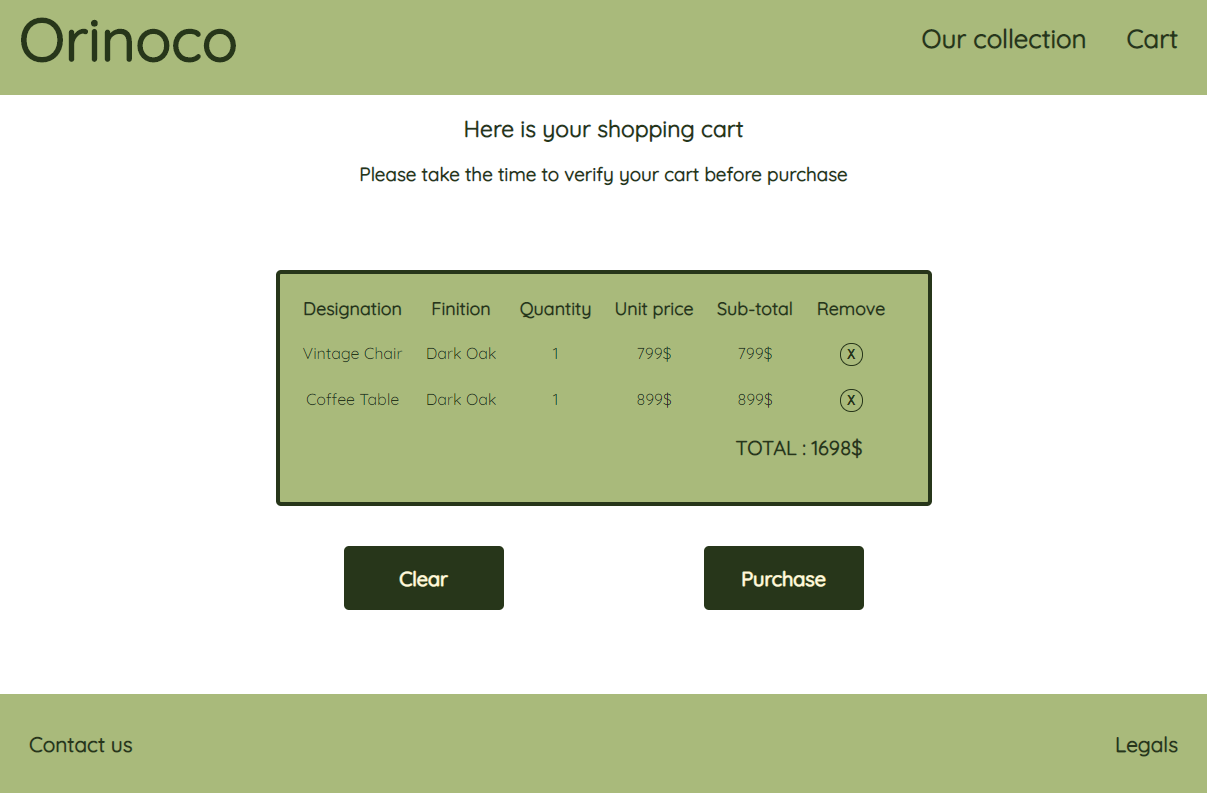 Orinoco
Our collection Cart
Here is your shopping cart
Please take the time to verify your cart before purchase
Designation Finition Quantity Unit price Sub-total Remove
Vintage Chair Dark Oak 1 799$ 799$ X
Coffee Table Dark Oak 1 899$ 899$ X
TOTAL : 1698$
Clear Purchase
Contact us Legals